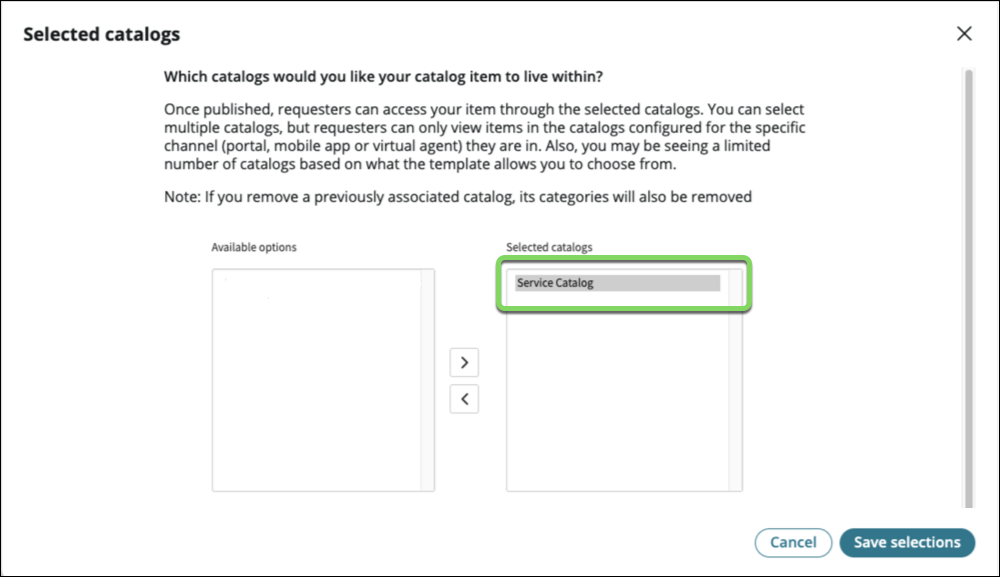 Selected catalogs
Which catalogs would you like your catalog item to live within?
Once published, requesters can access your item through the selected catalogs. You can select
multiple catalogs, but requesters can only view items in the catalogs configured for the specific
channel (portal, mobile app or virtual agent) they are in. Also, you may be seeing a limited
number of catalogs based on what the template allows you to choose from.
Note: If you remove a previously associated catalog, its categories will also be removed
Available options
Selected catalogs
Service Catalog
Cancel
Save selections